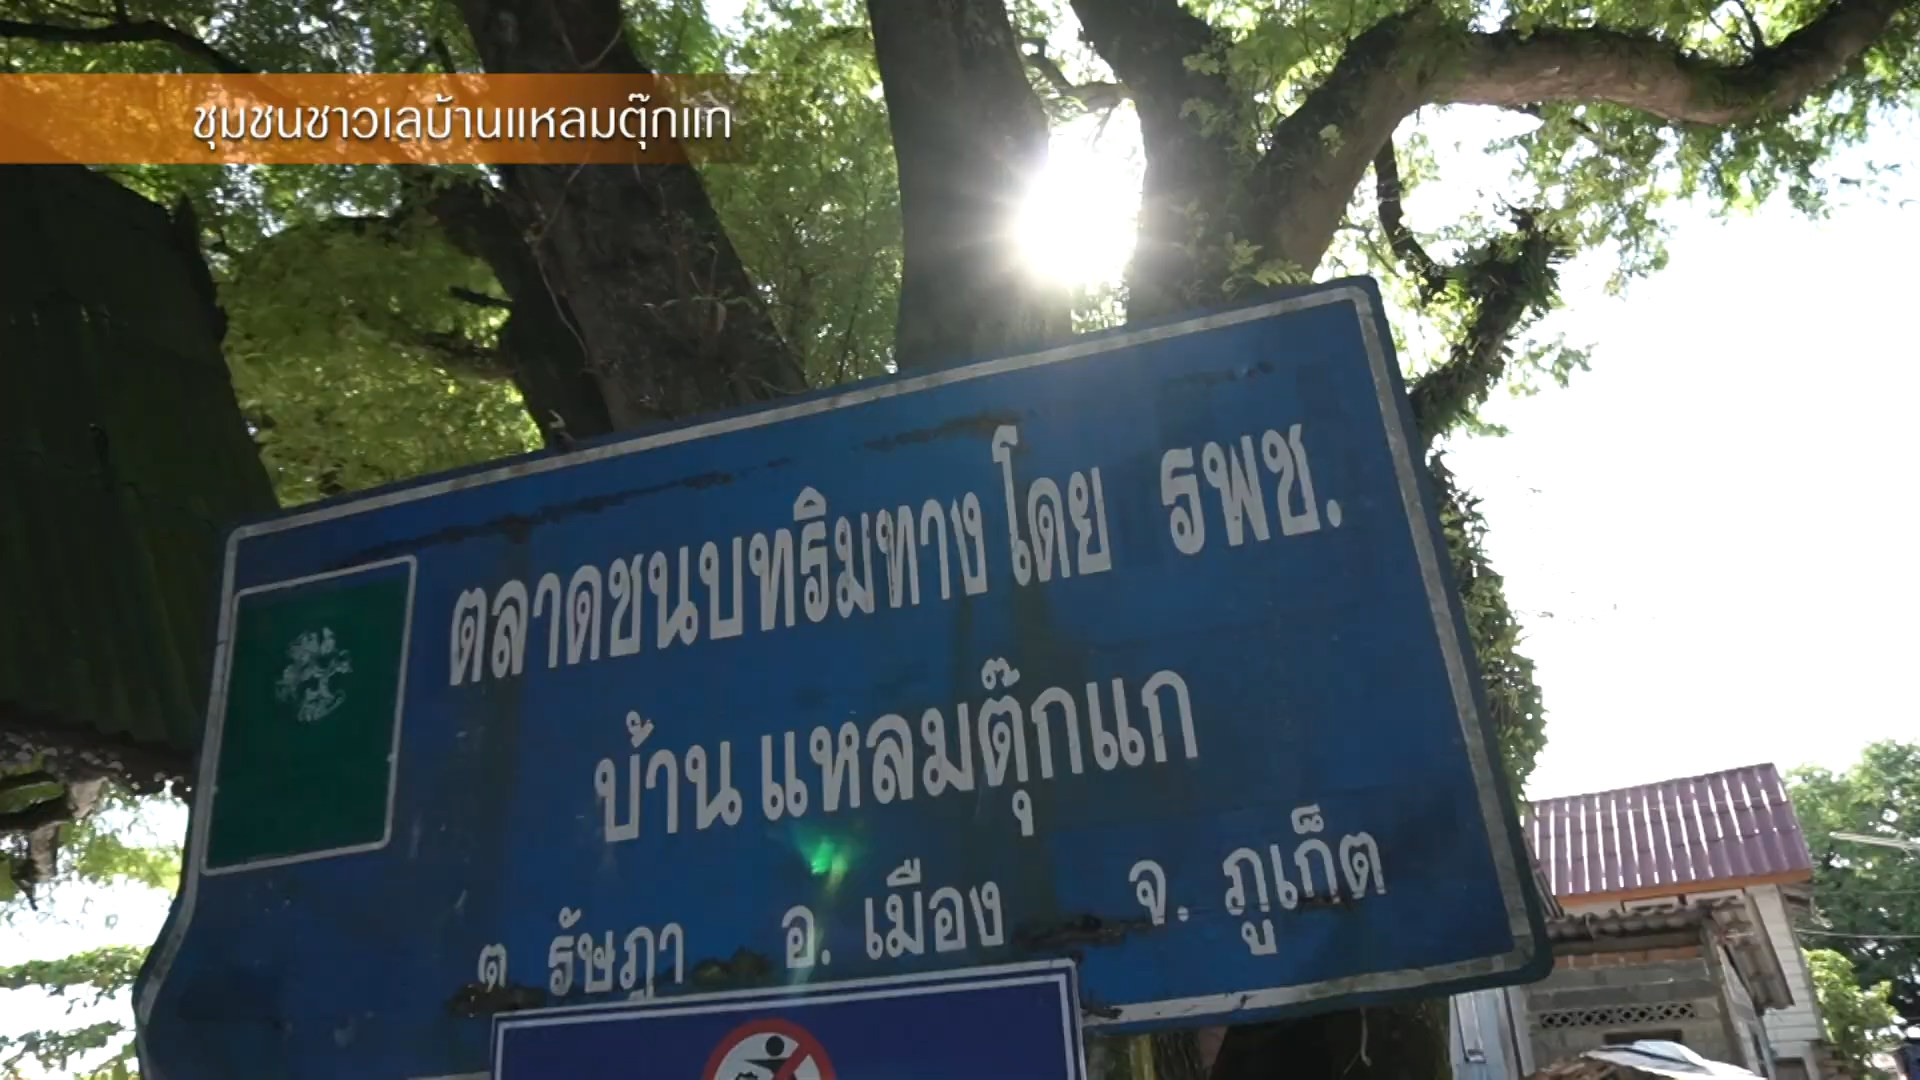 ชุมชนชาวเลบ้านแหลมตุ๊กแก
ตลาดชนบทริมทาง โดย รพช.
บ้าน แหลมตุ๊กแก
ต รัษฎา อ. เมือง จ. ภูเก็ต